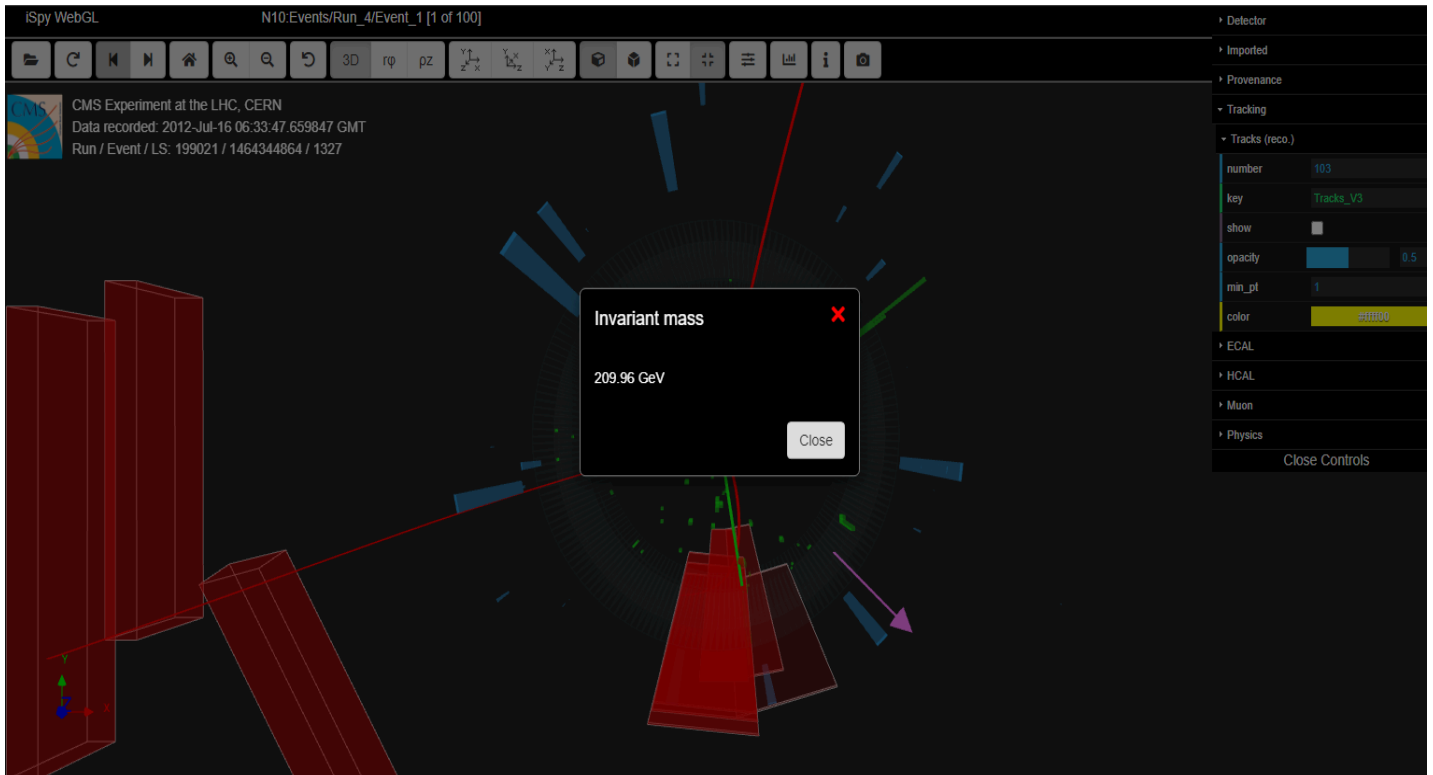 iSpy WebGL
N10:Events/Run_4/Event_1 [1 of 100]
3D
rφ
ρz
CMS
CMS Experiment at the LHC, CERN
Data recorded: 2012-Jul-16 06:33:47.659847 GMT
Run / Event / LS: 199021 / 1464344864 / 1327
Invariant mass
209.96 GeV
Close
Detector
Imported
Provenance
Tracking
Tracks (reco.)
number 103
key Tracks_V3
show
opacity 0.5
min_pt 1
color #ffff00
ECAL
HCAL
Muon
Physics
Close Controls
Y
Z
X